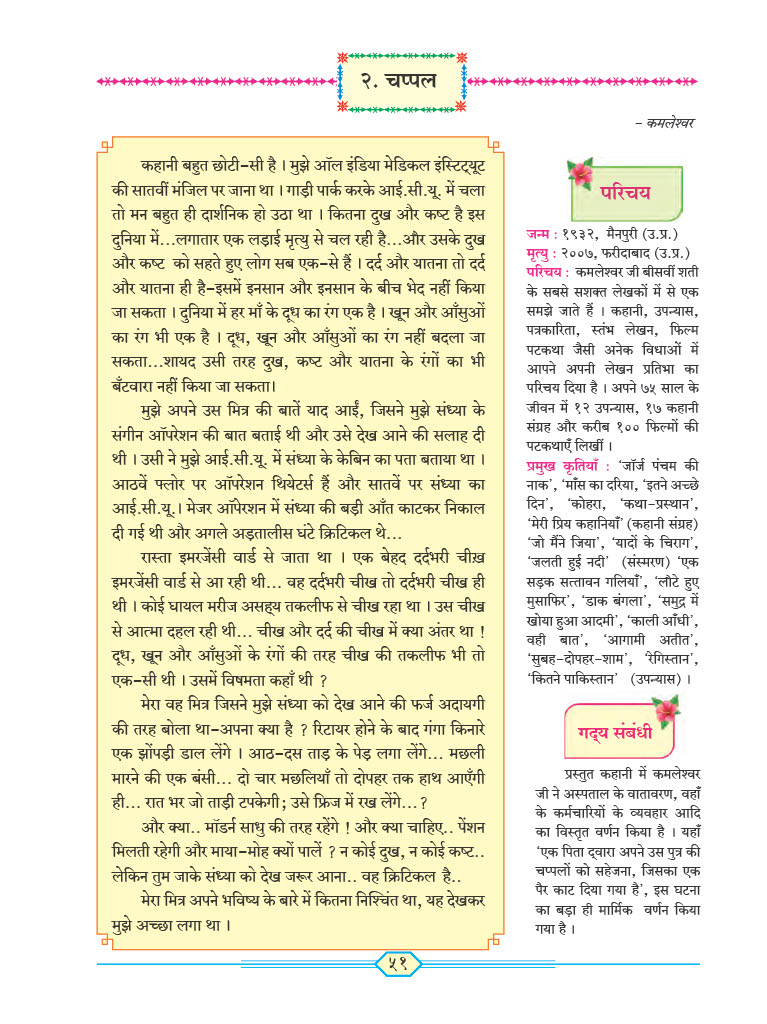 २. चप्पल
- कमलेश्वर
कहानी बहुत छोटी-सी है । मुझे ऑल इंडिया मेडिकल इंस्टिट्यूट
की सातवीं मंजिल पर जाना था । गाड़ी पार्क करके आई.सी.यू. में चला
तो मन बहुत ही दार्शनिक हो उठा था । कितना दुख और कष्ट है इस
दुनिया में...लगातार एक लड़ाई मृत्यु से चल रही है...और उसके दुख
और कष्ट को सहते हुए लोग सब एक-से हैं । दर्द और यातना तो दर्द
और यातना ही है-इसमें इनसान और इनसान के बीच भेद नहीं किया
जा सकता । दुनिया में हर माँ के दूध का रंग एक है । खून और आँसुओं
का रंग भी एक है । दूध, खून और आँसुओं का रंग नहीं बदला जा
सकता...शायद उसी तरह दुख, कष्ट और यातना के रंगों का भी
बँटवारा नहीं किया जा सकता।
मुझे अपने उस मित्र की बातें याद आईं, जिसने मुझे संध्या के
संगीन ऑपरेशन की बात बताई थी और उसे देख आने की सलाह दी
थी । उसी ने मुझे आई.सी.यू. में संध्या के केबिन का पता बताया था ।
आठवें फ्लोर पर ऑपरेशन थियेटर्स हैं और सातवें पर संध्या का
आई.सी.यू. । मेजर ऑपेरशन में संध्या की बड़ी आँत काटकर निकाल
दी गई थी और अगले अड़तालीस घंटे क्रिटिकल थे...
रास्ता इमरजेंसी वार्ड से जाता था । एक बेहद दर्दभरी चीख़
इमरजेंसी वार्ड से आ रही थी... वह दर्दभरी चीख तो दर्दभरी चीख ही
थी । कोई घायल मरीज असह्य तकलीफ से चीख रहा था । उस चीख
से आत्मा दहल रही थी... चीख और दर्द की चीख में क्या अंतर था !
दूध, खून और आँसुओं के रंगों की तरह चीख की तकलीफ भी तो
एक-सी थी । उसमें विषमता कहाँ थी ?
मेरा वह मित्र जिसने मुझे संध्या को देख आने की फर्ज अदायगी
की तरह बोला था-अपना क्या है ? रिटायर होने के बाद गंगा किनारे
एक झोंपड़ी डाल लेंगे । आठ-दस ताड़ के पेड़ लगा लेंगे... मछली
मारने की एक बंसी... दो चार मछलियाँ तो दोपहर तक हाथ आएँगी
ही... रात भर जो ताड़ी टपकेगी; उसे फ्रिज में रख लेंगे...?
और क्या.. मॉडर्न साधु की तरह रहेंगे ! और क्या चाहिए.. पेंशन
मिलती रहेगी और माया-मोह क्यों पालें ? न कोई दुख, न कोई कष्ट..
लेकिन तुम जाके संध्या को देख जरूर आना.. वह क्रिटिकल है..
मेरा मित्र अपने भविष्य के बारे में कितना निश्चिंत था, यह देखकर
मुझे अच्छा लगा था ।
परिचय
जन्म : १९३२, मैनपुरी (उ.प्र.)
मृत्यु : २००७, फरीदाबाद (उ.प्र.)
परिचय : कमलेश्वर जी बीसवीं शती
के सबसे सशक्त लेखकों में से एक
समझे जाते हैं । कहानी, उपन्यास,
पत्रकारिता, स्तंभ लेखन, फिल्म
पटकथा जैसी अनेक विधाओं में
आपने अपनी लेखन प्रतिभा का
परिचय दिया है । अपने ७५ साल के
जीवन में १२ उपन्यास, १७ कहानी
संग्रह और करीब १०० फिल्मों की
पटकथाएँ लिखीं ।
प्रमुख कृतियाँ : ‘जॉर्ज पंचम की
नाक’, ‘माँस का दरिया, ‘इतने अच्छे
दिन’, ‘कोहरा, ‘कथा-प्रस्थान’,
‘मेरी प्रिय कहानियाँ’ (कहानी संग्रह)
‘जो मैंने जिया’, ‘यादों के चिराग’,
‘जलती हुई नदी’ (संस्मरण) ‘एक
सड़क सत्तावन गलियाँ’, ‘लौटे हुए
मुसाफिर’, ‘डाक बंगला’, ‘समुद्र में
खोया हुआ आदमी’, ‘काली आँधी’,
वही बात’, ‘आगामी अतीत’,
‘सुबह-दोपहर-शाम’, ‘रेगिस्तान’,
‘कितने पाकिस्तान’ (उपन्यास) ।
गद्य संबंधी
प्रस्तुत कहानी में कमलेश्वर
जी ने अस्पताल के वातावरण, वहाँ
के कर्मचारियों के व्यवहार आदि
का विस्तृत वर्णन किया है । यहाँ
‘एक पिता द्वारा अपने उस पुत्र की
चप्पलों को सहेजना, जिसका एक
पैर काट दिया गया है’, इस घटना
का बड़ा ही मार्मिक वर्णन किया
गया है ।
५१